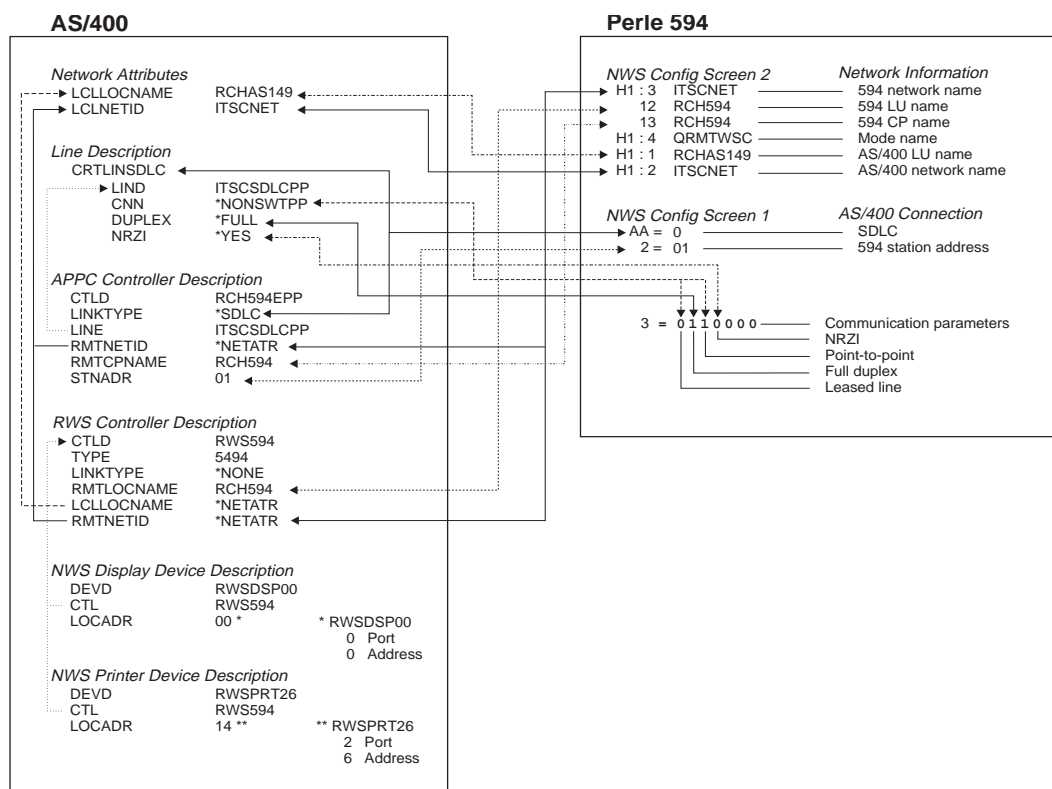 AS/400
Network Attributes
LCLLOCNAME RCHAS149
LCLNETID ITSCNET
Line Description
CRTLINSDLC
LIND ITSCSDLCPP
CNN *NONSWTPP
DUPLEX *FULL
NRZI *YES
APPC Controller Description
CTLD RCH594EPP
LINKTYPE *SDLC
LINE ITSCSDLCPP
RMTNETID *NETATR
RMTCPNAME RCH594
STNADR 01
RWS Controller Description
CTLD RWS594
TYPE 5494
LINKTYPE *NONE
RMTLOCNAME RCH594
LCLLOCNAME *NETATR
RMTNETID *NETATR
NWS Display Device Description
DEVD RWSDSP00
CTL RWS594
LOCADR 00 * * RWSDSP00
0 Port
0 Address
NWS Printer Device Description
DEVD RWSPRT26
CTL RWS594
LOCADR 14 ** ** RWSPRT26
2 Port
6 Address
Perle 594
NWS Config Screen 2 Network Information
H1 : 3 ITSCNET 594 network name
12 RCH594 594 LU name
13 RCH594 594 CP name
H1 : 4 QRMTWSC Mode name
H1 : 1 RCHAS149 AS/400 LU name
H1 : 2 ITSCNET AS/400 network name
NWS Config Screen 1 AS/400 Connection
AA = 0 SDLC
2 = 01 594 station address
3 = 0 1 1 0 0 0 0 Communication parameters
NRZI
Point-to-point
Full duplex
Leased line